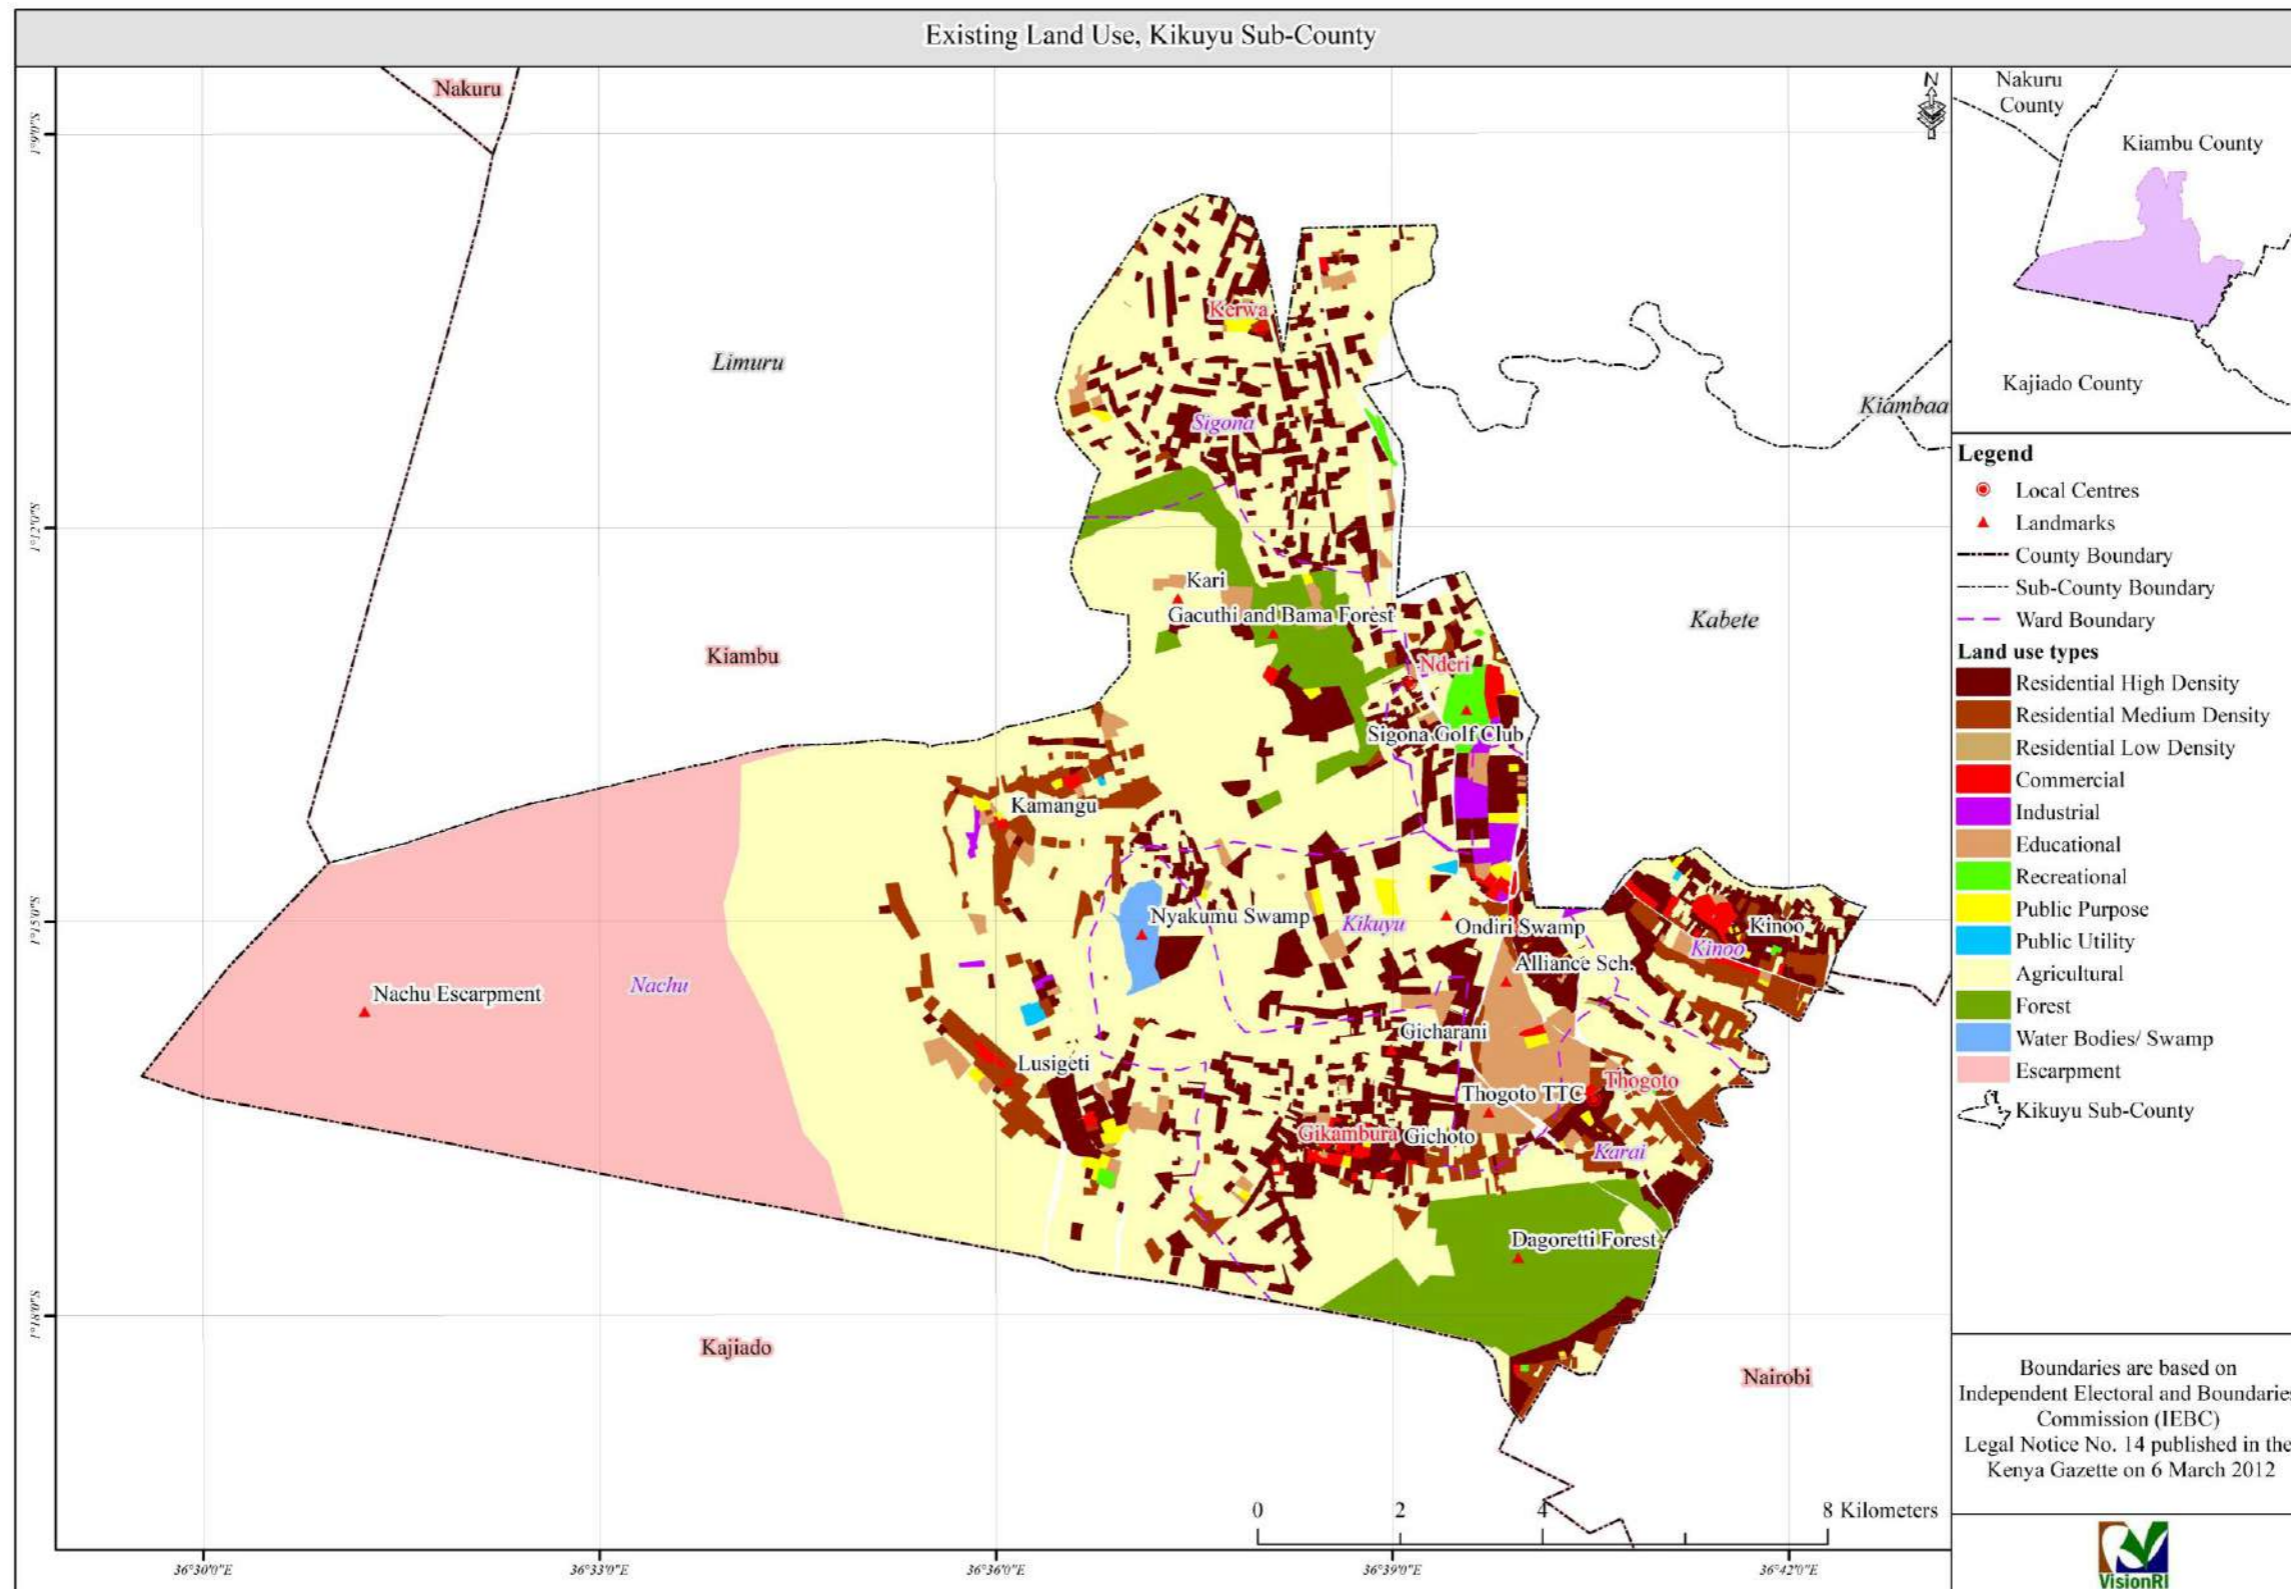 Existing Land Use, Kikuyu Sub-County
Nakuru
N
1°9'0"S
Limuru
Kerwa
Sigona
Kiambaa
1°12'0"S
Kari
Gacuthi and Bama Forest
Kabete
Kiambu
Nderi
Sigona Golf Club
Kamangu
1°15'0"S
Nyakumu Swamp
Kikuyu
Ondiri Swamp
Kinoo
Kinoo
Alliance Sch.
Nachu Escarpment
Nachu
Gicharani
Lusigeti
Thogoto
Thogoto TTC
Gikambura
Gichoto
Karai
Dagoretti Forest
1°18'0"S
Kajiado
Nairobi
0 2 4 8 Kilometers
36°30'0"E 36°33'0"E 36°36'0"E 36°39'0"E 36°42'0"E
Nakuru
County
Kiambu County
Kajiado County
Legend
Local Centres
Landmarks
County Boundary
Sub-County Boundary
Ward Boundary
Land use types
Residential High Density
Residential Medium Density
Residential Low Density
Commercial
Industrial
Educational
Recreational
Public Purpose
Public Utility
Agricultural
Forest
Water Bodies/ Swamp
Escarpment
Kikuyu Sub-County
Boundaries are based on
Independent Electoral and Boundaries
Commission (IEBC)
Legal Notice No. 14 published in the
Kenya Gazette on 6 March 2012
VisionRI